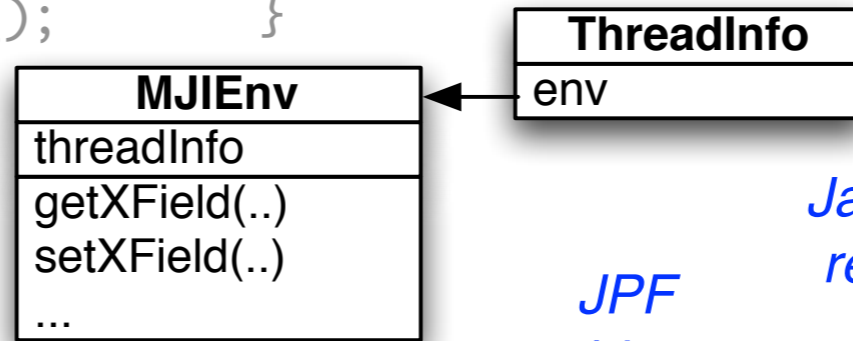 ); }
ThreadInfo
env
MJIEnv
threadInfo
getXField(..)
setXField(..)
...
JPF